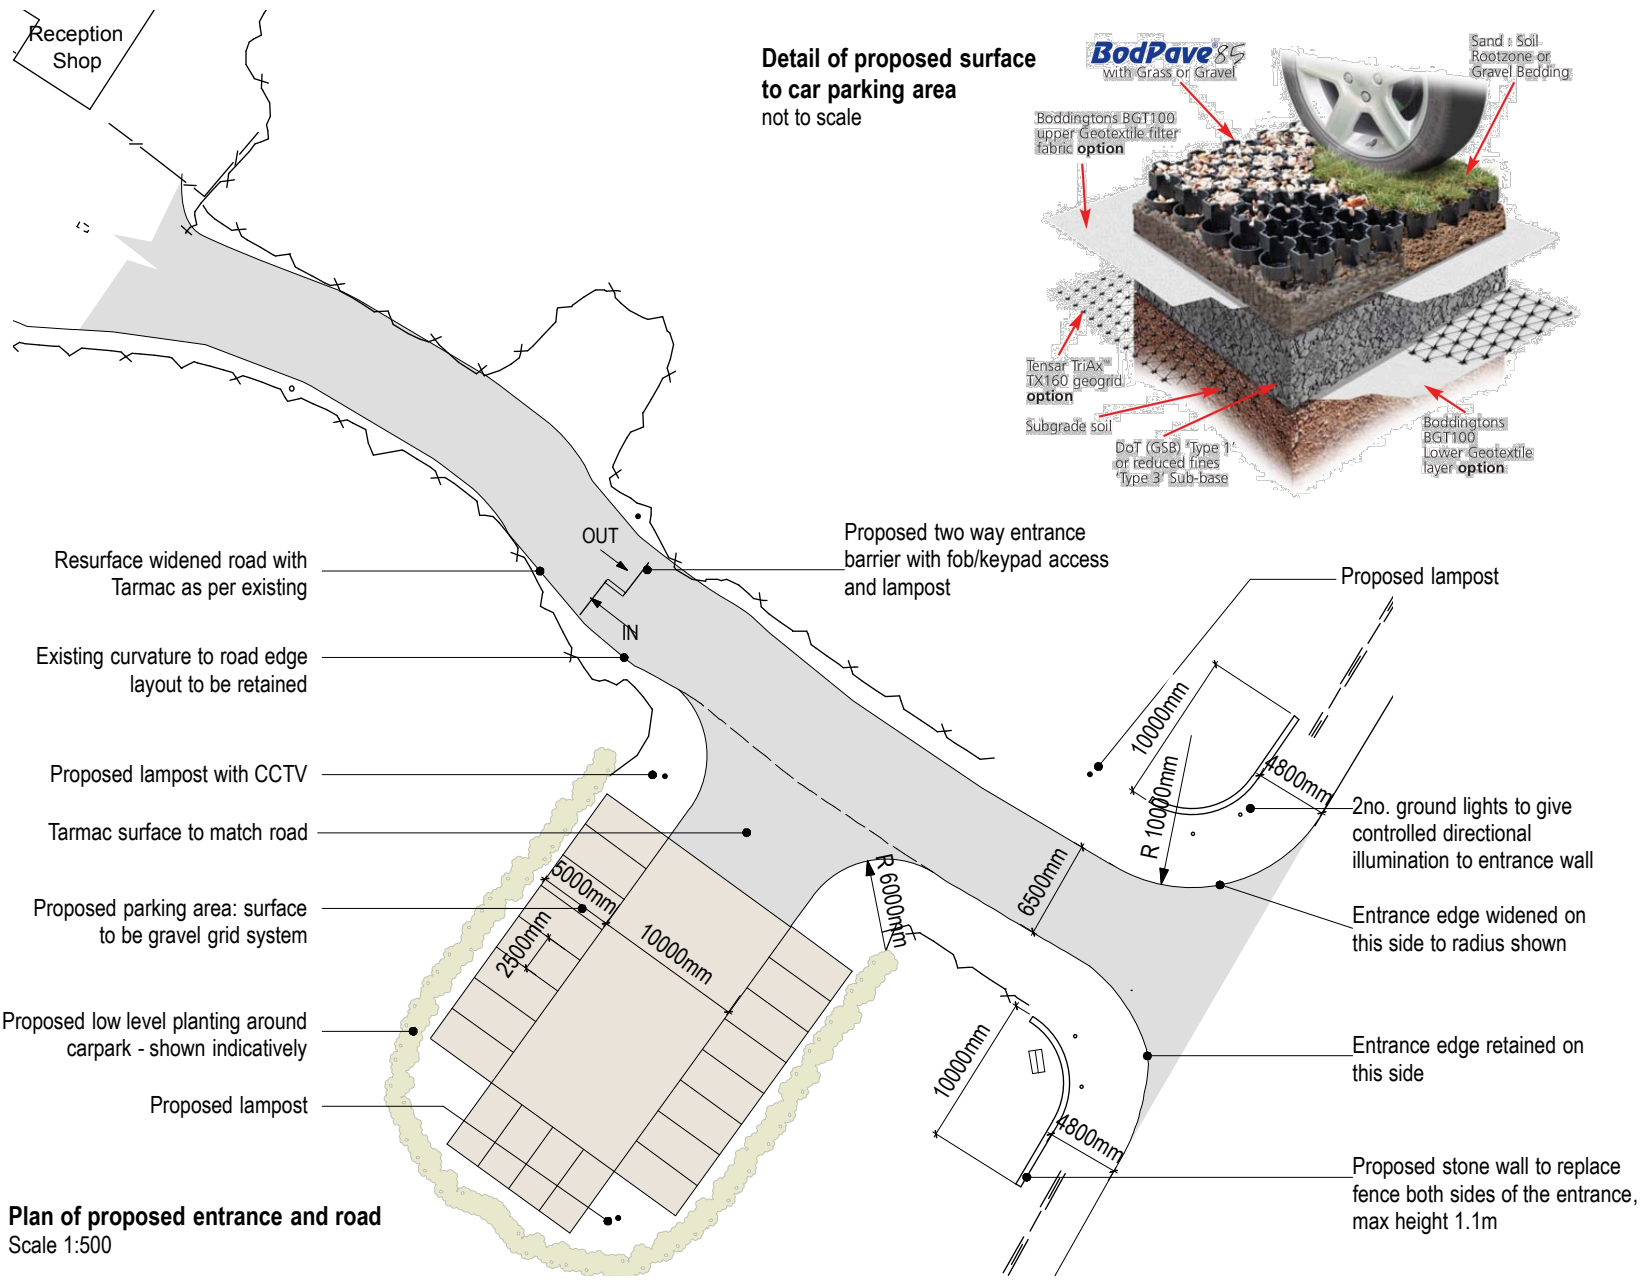 Reception
Shop
Detail of proposed surface
to car parking area
not to scale
BodPave®85
with Grass or Gravel
Sand : Soil
Rootzone or
Gravel Bedding
Boddingtons BGT100
upper Geotextile filter
fabric option
Tensar TriAx™
TX160 geogrid
option
Subgrade soil
DoT (GSB) 'Type 1'
or reduced fines
'Type 3' Sub-base
Boddingtons
BGT100
Lower Geotextile
layer option
OUT
IN
Proposed two way entrance
barrier with fob/keypad access
and lampost
Resurface widened road with
Tarmac as per existing
Existing curvature to road edge
layout to be retained
Proposed lampost with CCTV
Tarmac surface to match road
Proposed parking area: surface
to be gravel grid system
Proposed low level planting around
carpark - shown indicatively
Proposed lampost
5000mm
2500mm
10000mm
R 6000mm
6500mm
10000mm
R 10000mm
4800mm
10000mm
4800mm
Proposed lampost
2no. ground lights to give
controlled directional
illumination to entrance wall
Entrance edge widened on
this side to radius shown
Entrance edge retained on
this side
Proposed stone wall to replace
fence both sides of the entrance,
max height 1.1m
Plan of proposed entrance and road
Scale 1:500